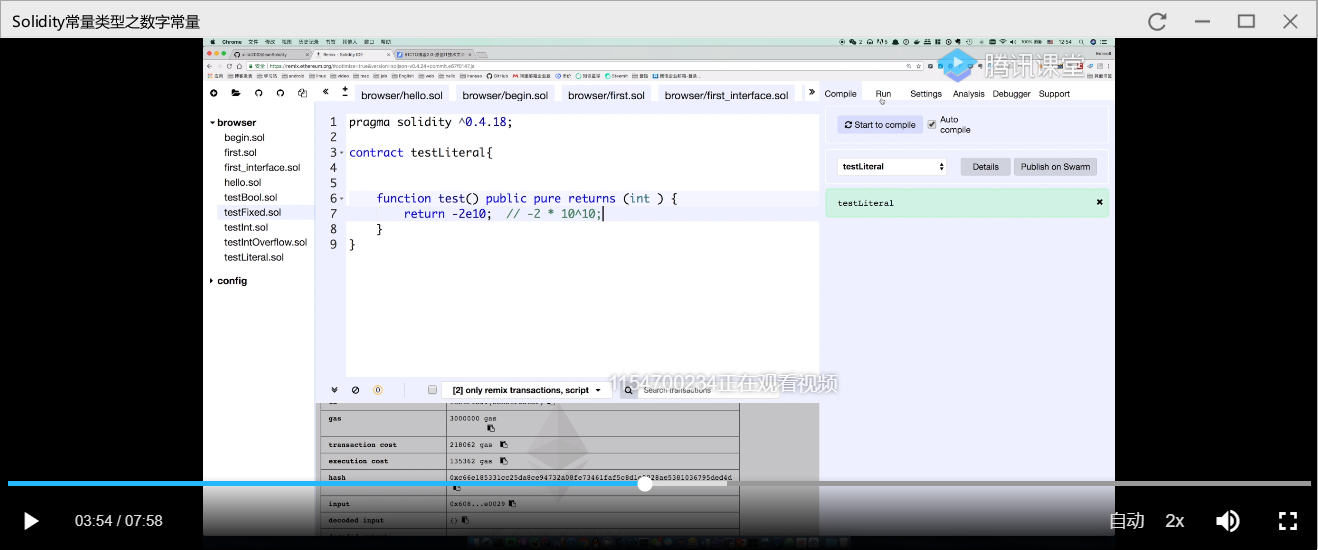 Solidity常量类型之数字常量
Chrome
腾讯课堂
browser/hello.sol
browser/begin.sol
browser/first.sol
browser/first_interface.sol
Compile
Run
Settings
Analysis
Debugger
Support
browser
begin.sol
first.sol
first_interface.sol
hello.sol
testBool.sol
testFixed.sol
testInt.sol
testIntOverflow.sol
testLiteral.sol
config
1 pragma solidity ^0.4.18;
2
3 contract testLiteral{
4
5
6 function test() public pure returns (int ) {
7 return -2e10; // -2 * 10^10;
8 }
9 }
Start to compile
Auto compile
testLiteral
Details
Publish on Swarm
testLiteral
0
[2] only remix transactions, script
Search transactions
1154700234正在观看视频
gas 3000000 gas
transaction cost 218062 gas
execution cost 135362 gas
hash
input 0x608...e0029
decoded input {}
03:54 / 07:58
自动
2x